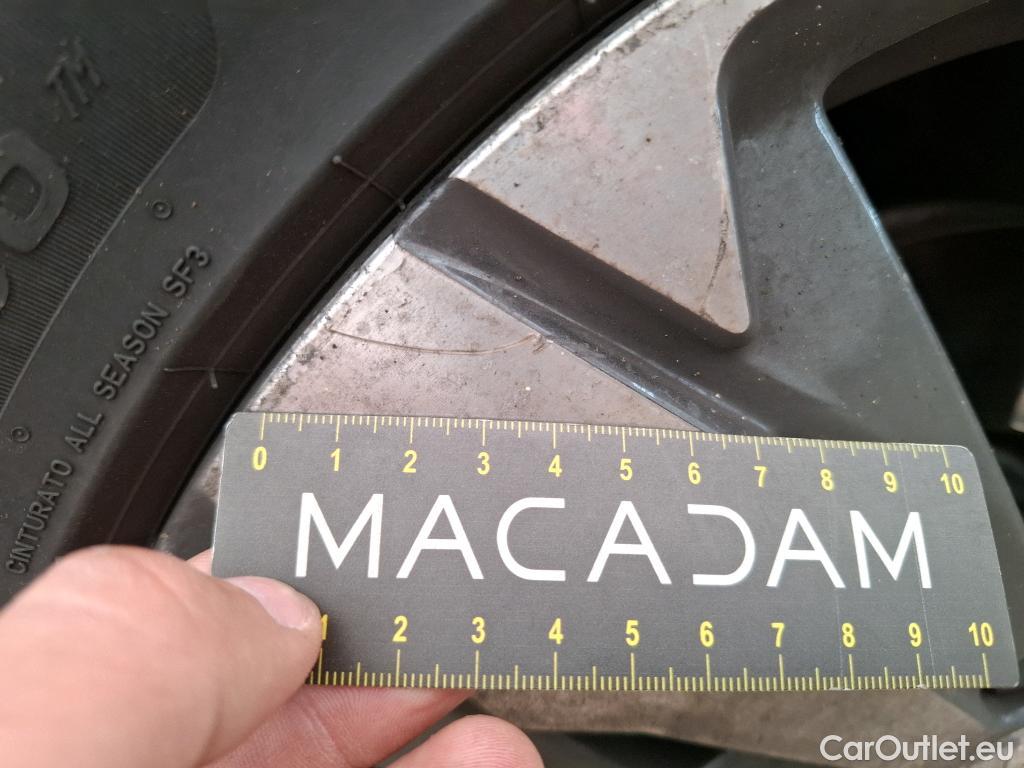 TM
CINTURATO ALL SEASON SF3
0 1 2 3 4 5 6 7 8 9 10
MACADAM
1 2 3 4 5 6 7 8 9 10
CarOutlet.eu